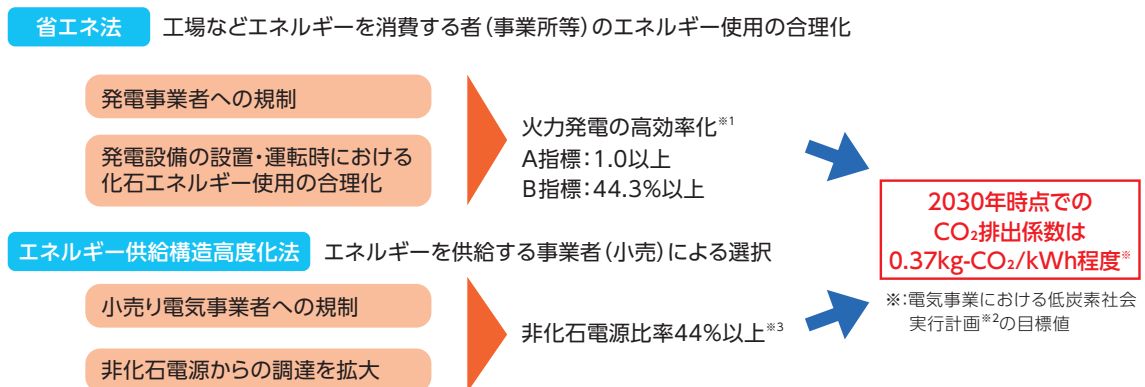 省エネ法 工場などエネルギーを消費する者(事業所等)のエネルギー使用の合理化
発電事業者への規制
発電設備の設置・運転時における
化石エネルギー使用の合理化
火力発電の高効率化※1
A指標:1.0以上
B指標:44.3%以上
エネルギー供給構造高度化法 エネルギーを供給する事業者(小売)による選択
小売り電気事業者への規制
非化石電源からの調達を拡大
非化石電源比率44%以上※3
2030年時点での
CO₂排出係数は
0.37kg-CO₂/kWh程度※
※:電気事業における低炭素社会
実行計画※2の目標値